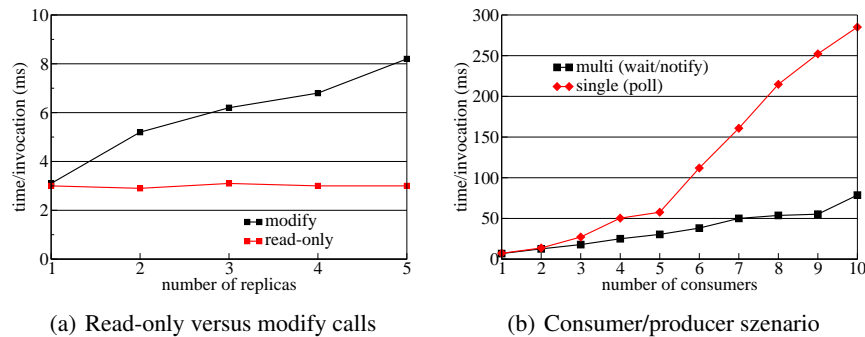 10
8
6
4
2
0
time/invocation (ms)
modify
read-only
1 2 3 4 5
number of replicas
(a) Read-only versus modify calls
300
250
200
150
100
50
0
time/invocation (ms)
multi (wait/notify)
single (poll)
1 2 3 4 5 6 7 8 9 10
number of consumers
(b) Consumer/producer szenario